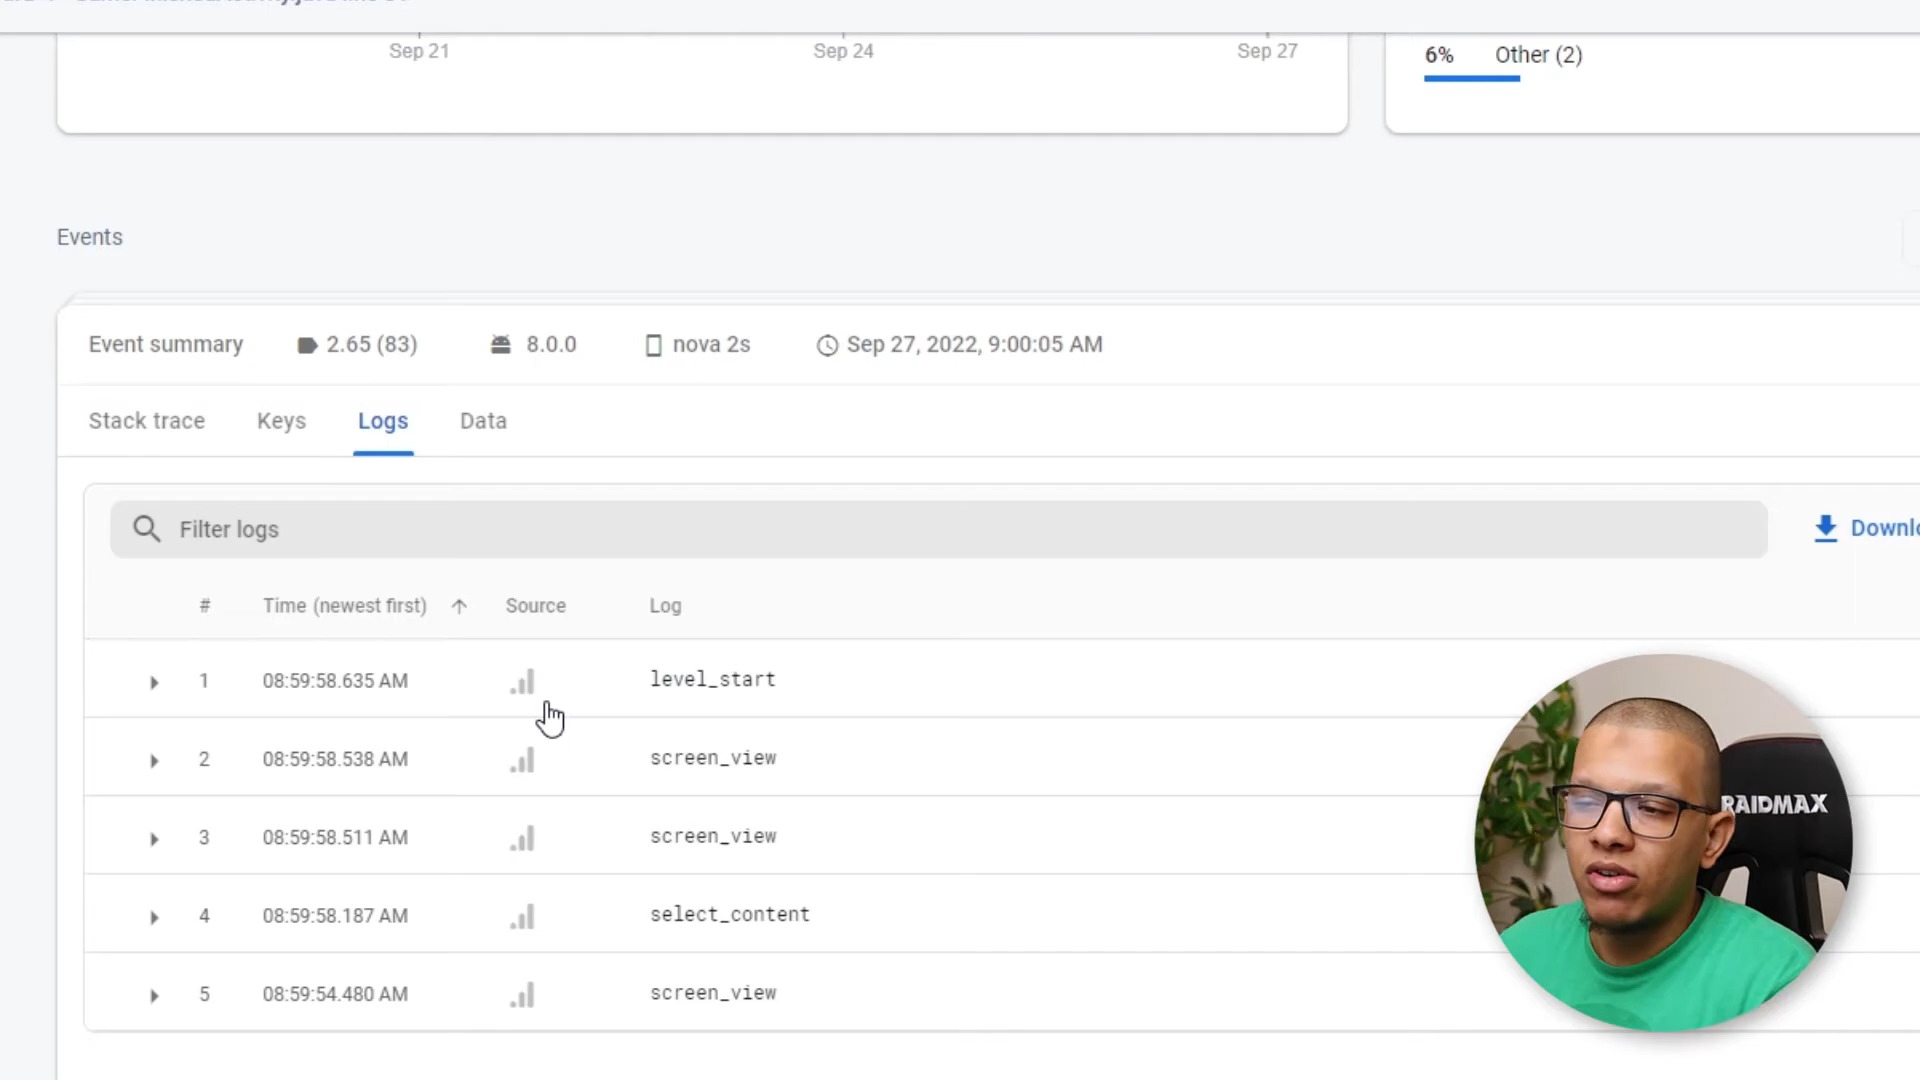 Sep 21
Sep 24
Sep 27
6% Other (2)
Events
Event summary 2.65 (83) 8.0.0 nova 2s Sep 27, 2022, 9:00:05 AM
Stack trace Keys Logs Data
Filter logs
# Time (newest first) Source Log
1 08:59:58.635 AM level_start
2 08:59:58.538 AM screen_view
3 08:59:58.511 AM screen_view
4 08:59:58.187 AM select_content
5 08:59:54.480 AM screen_view
RAIDMAX